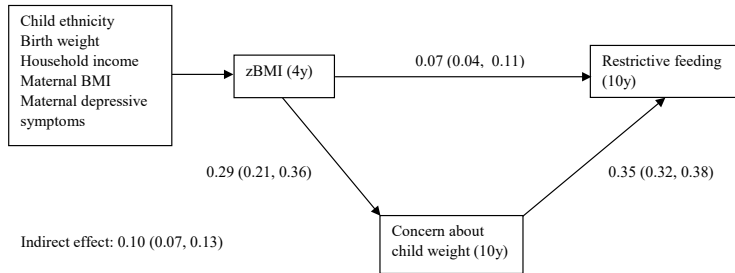 Child ethnicity
Birth weight
Household income
Maternal BMI
Maternal depressive
symptoms
zBMI (4y)
0.07 (0.04,  0.11)
Restrictive feeding
(10y)
0.29 (0.21, 0.36)
0.35 (0.32, 0.38)
Concern about
child weight (10y)
Indirect effect: 0.10 (0.07, 0.13)